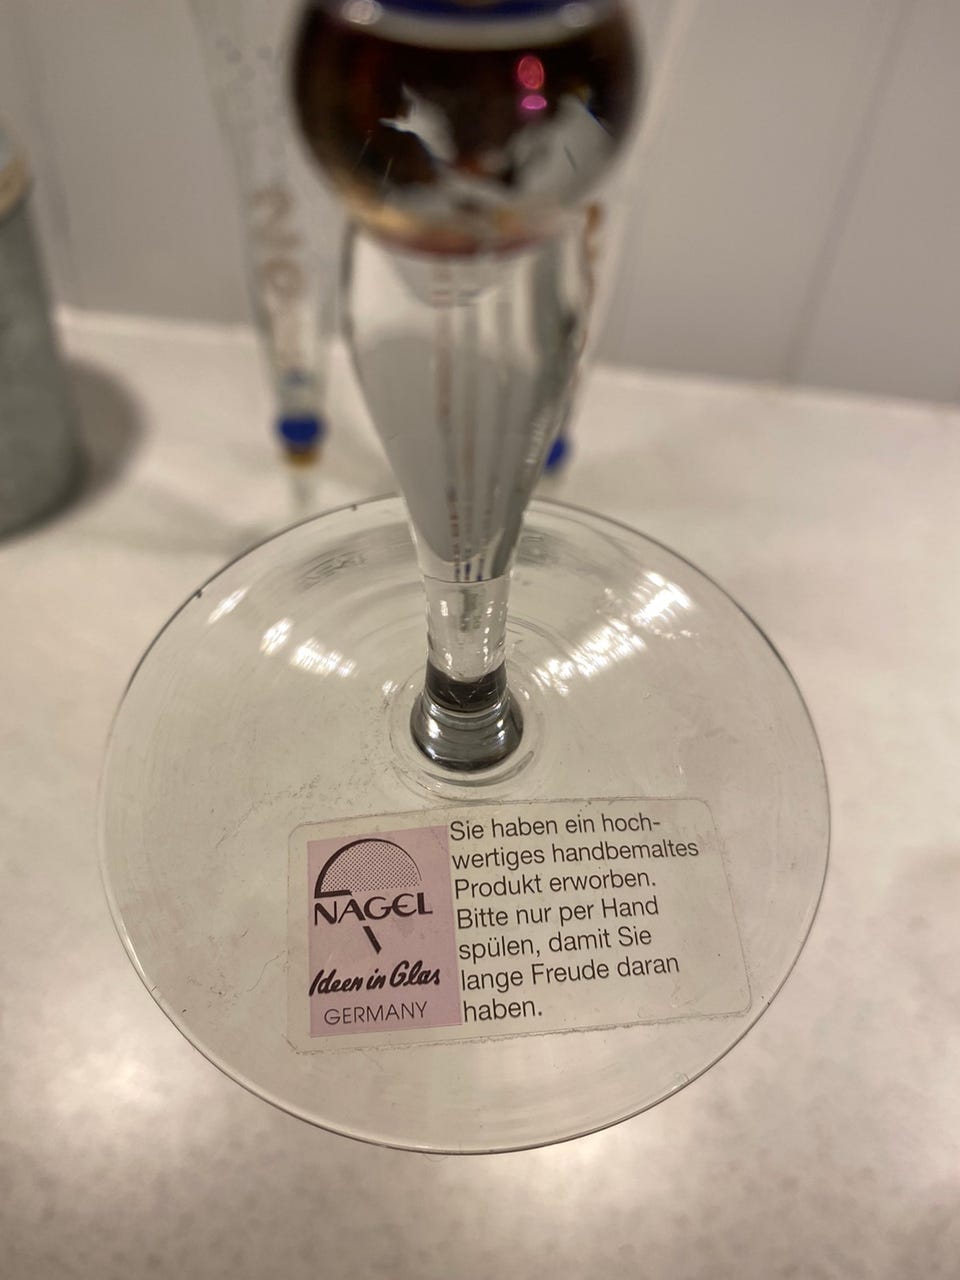 NAGEL
Ideen in Glas
GERMANY
Sie haben ein hoch-
wertiges handbemaltes
Produkt erworben.
Bitte nur per Hand
spülen, damit Sie
lange Freude daran
haben.